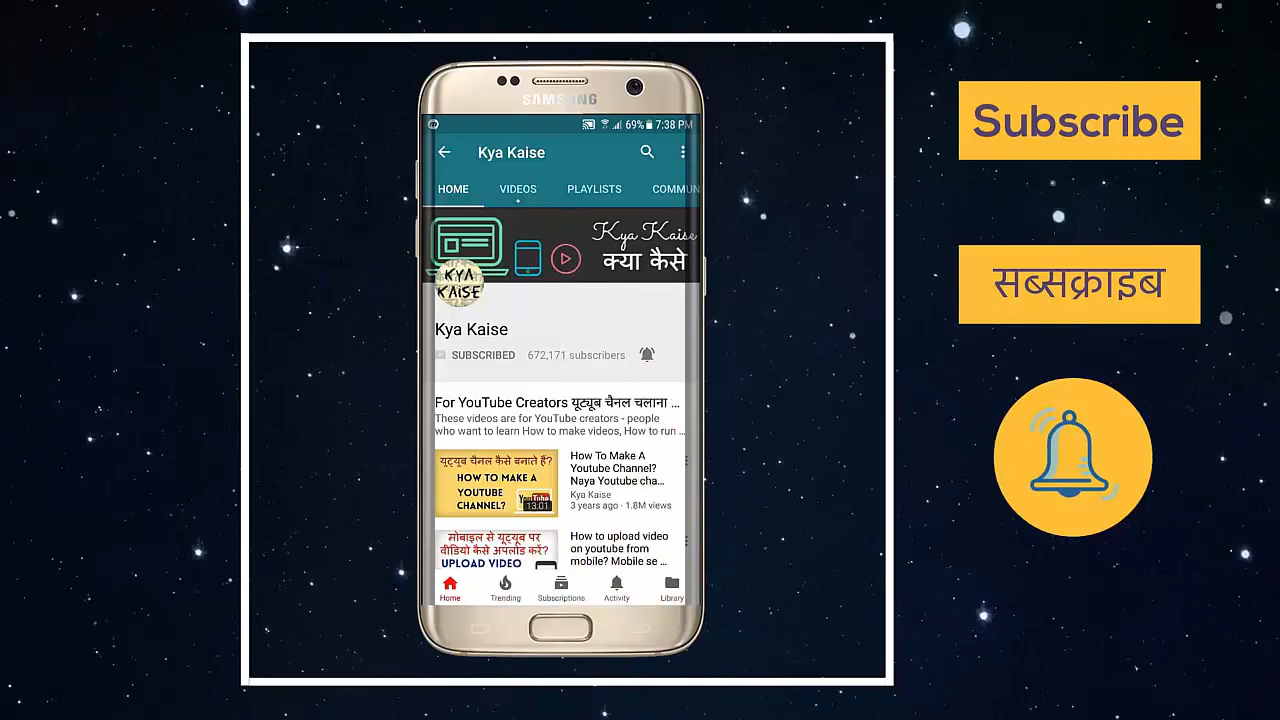 SAMSUNG
69% 7:38 PM
Kya Kaise
HOME VIDEOS PLAYLISTS COMMUN
Kya Kaise
क्या कैसे
KYA
KAISE
Kya Kaise
SUBSCRIBED 672,171 subscribers
For YouTube Creators यूट्यूब चैनल चलाना ...
These videos are for YouTube creators - people
who want to learn How to make videos, How to run ...
यूट्यूब चैनल कैसे बनाते हैं?
HOW TO MAKE A
YOUTUBE
CHANNEL?
YouTube
13:01
How To Make A
Youtube Channel?
Naya Youtube cha...
Kya Kaise
3 years ago · 1.8M views
मोबाइल से यूट्यूब पर
वीडियो कैसे अपलोड करें?
UPLOAD VIDEO
How to upload video
on youtube from
mobile? Mobile se ...
Home Trending Subscriptions Activity Library
Subscribe
सब्सक्राइब